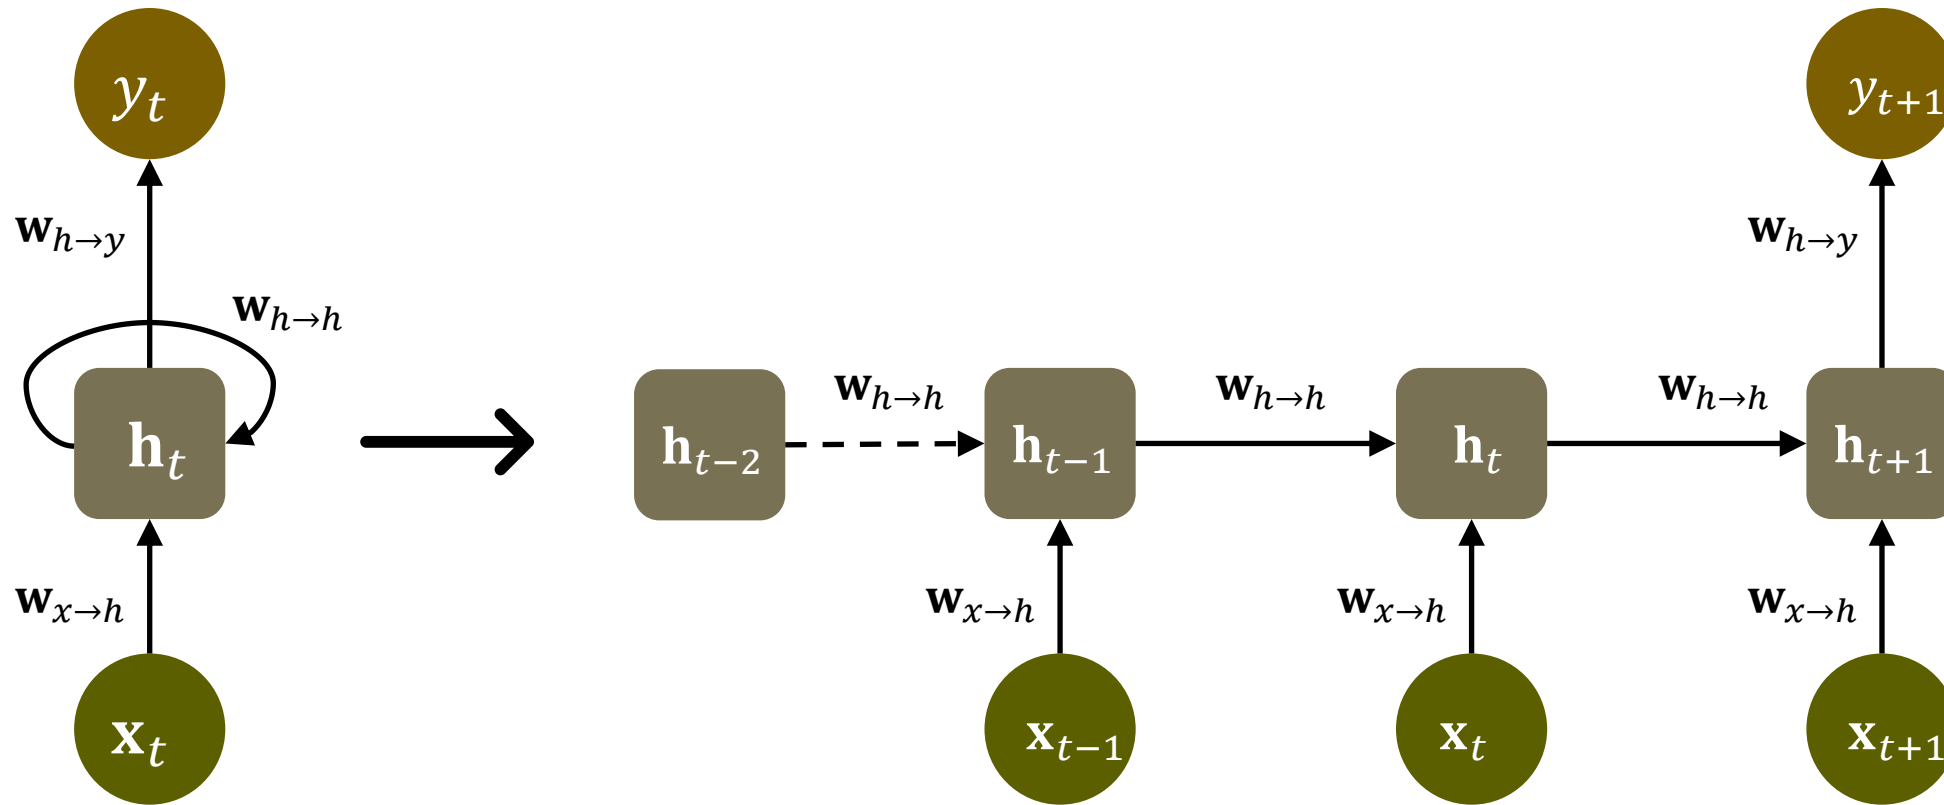 y_t
y_{t+1}
w_{h→y}
w_{h→y}
w_{h→h}
w_{h→h}
w_{h→h}
w_{h→h}
h_t
h_{t−2}
h_{t−1}
h_t
h_{t+1}
w_{x→h}
w_{x→h}
w_{x→h}
w_{x→h}
x_t
x_{t−1}
x_t
x_{t+1}